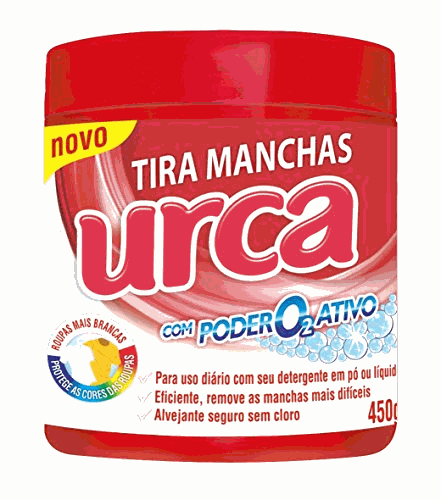 novo
TIRA MANCHAS
urca
COM PODER O2 ATIVO
ROUPAS MAIS BRANCAS
PROTEGE AS CORES DAS ROUPAS
Para uso diário com seu detergente em pó ou líquid
Eficiente, remove as manchas mais difíceis
Alvejante seguro sem cloro
450g